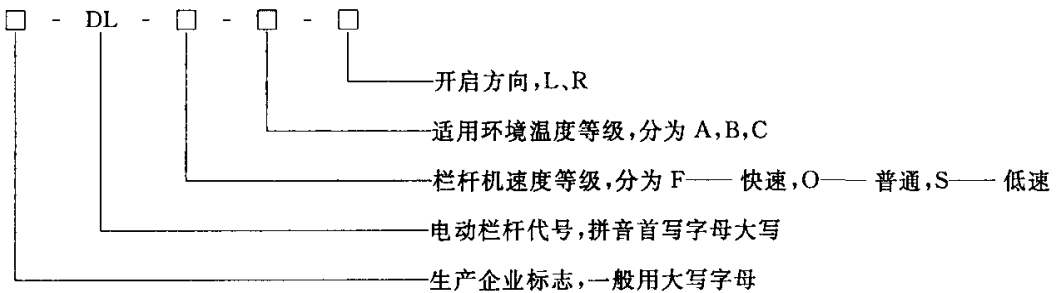 □ - DL - □ - □ - □
开启方向,L、R
适用环境温度等级,分为 A,B,C
栏杆机速度等级,分为 F—— 快速,O—— 普通,S—— 低速
电动栏杆代号,拼音首写字母大写
生产企业标志,一般用大写字母